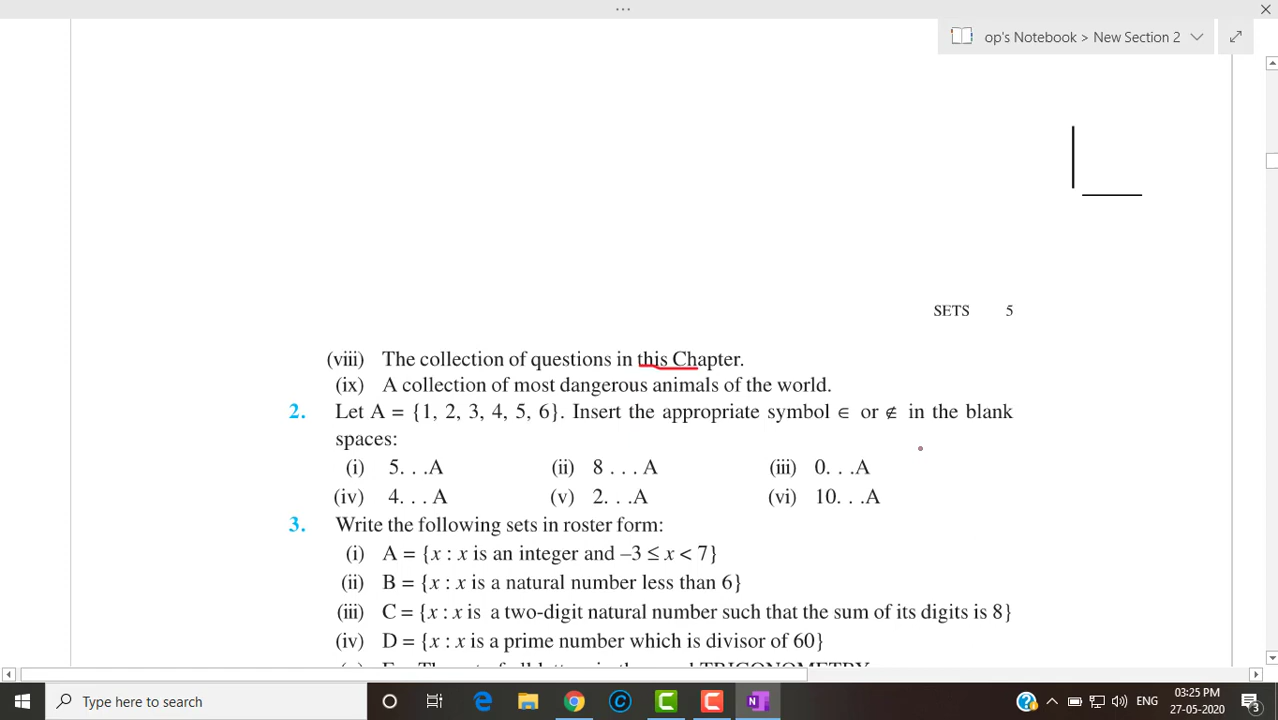 ...
op's Notebook > New Section 2
SETS 5
(viii) The collection of questions in this Chapter.
(ix) A collection of most dangerous animals of the world.
2. Let A = {1, 2, 3, 4, 5, 6}. Insert the appropriate symbol ∈ or ∉ in the blank
spaces:
(i) 5. . .A (ii) 8 . . . A (iii) 0. . .A
(iv) 4. . . A (v) 2. . .A (vi) 10. . .A
3. Write the following sets in roster form:
(i) A = {x : x is an integer and –3 ≤ x < 7}
(ii) B = {x : x is a natural number less than 6}
(iii) C = {x : x is a two-digit natural number such that the sum of its digits is 8}
(iv) D = {x : x is a prime number which is divisor of 60}
TRIGONOMETRY
Type here to search
N
ENG
03:25 PM
27-05-2020
3